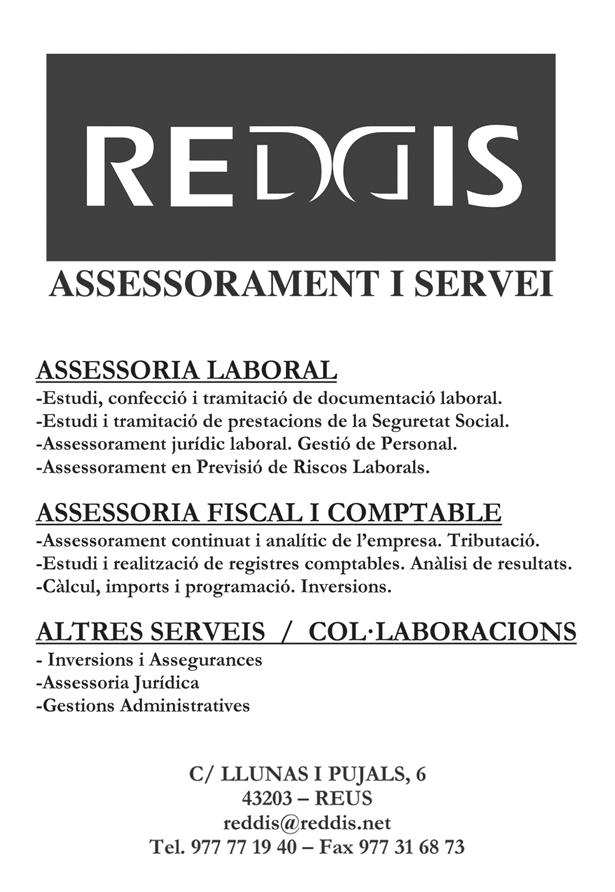 REDDIS
ASSESSORAMENT I SERVEI
ASSESSORIA LABORAL
-Estudi, confecció i tramitació de documentació laboral.
-Estudi i tramitació de prestacions de la Seguretat Social.
-Assessorament jurídic laboral. Gestió de Personal.
-Assessorament en Previsió de Riscos Laborals.
ASSESSORIA FISCAL I COMPTABLE
-Assessorament continuat i analític de l’empresa. Tributació.
-Estudi i realització de registres comptables. Anàlisi de resultats.
-Càlcul, imports i programació. Inversions.
ALTRES SERVEIS / COL·LABORACIONS
- Inversions i Assegurances
-Assessoria Jurídica
-Gestions Administratives
C/ LLUNAS I PUJALS, 6
43203 – REUS
reddis@reddis.net
Tel. 977 77 19 40 – Fax 977 31 68 73